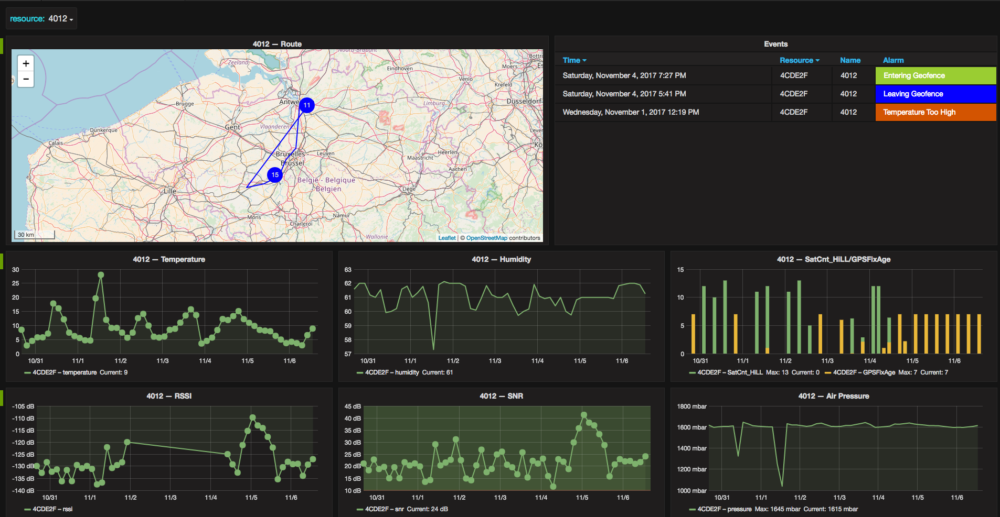 resource: 4012
4012 — Route
+
−
Noord-Brabant
Zeeland
Eindhoven
Moers
Bottro
Es
Venlo
Krefeld
Brugge
Antwe
11
Limburg
Düsseldorf
Gent
Vlaanderen
Dunkerque
Calais
Bruxelles
Brussel
Leuven
Heerlen
Maastricht
Lever
Kö
Aachen
15
België - Belgique
- Belgien
Lille
Liège
Mons
Namur
Charleroi
Wallonie
30 km
Leaflet | © OpenStreetMap contributors
Events
Time Resource Name Alarm
Saturday, November 4, 2017 7:27 PM 4CDE2F 4012 Entering Geofence
Saturday, November 4, 2017 5:41 PM 4CDE2F 4012 Leaving Geofence
Wednesday, November 1, 2017 12:19 PM 4CDE2F 4012 Temperature Too High
4012 — Temperature
30
25
20
15
10
5
0
10/31 11/1 11/2 11/3 11/4 11/5 11/6
4CDE2F – temperature Current: 9
4012 — Humidity
63
62
61
60
59
58
57
10/31 11/1 11/2 11/3 11/4 11/5 11/6
4CDE2F – humidity Current: 61
4012 — SatCnt_HiLL/GPSFixAge
15
10
5
0
10/31 11/1 11/2 11/3 11/4 11/5 11/6
4CDE2F – SatCnt_HiLL Max: 13 Current: 0 4CDE2F – GPSFixAge Max: 7 Current: 7
4012 — RSSI
-105 dB
-110 dB
-115 dB
-120 dB
-125 dB
-130 dB
-135 dB
-140 dB
10/31 11/1 11/2 11/3 11/4 11/5 11/6
4CDE2F – rssi
4012 — SNR
45 dB
40 dB
35 dB
30 dB
25 dB
20 dB
15 dB
10 dB
10/31 11/1 11/2 11/3 11/4 11/5 11/6
4CDE2F – snr Current: 24 dB
4012 — Air Pressure
1800 mbar
1600 mbar
1400 mbar
1200 mbar
1000 mbar
10/31 11/1 11/2 11/3 11/4 11/5 11/6
4CDE2F – pressure Max: 1645 mbar Current: 1615 mbar